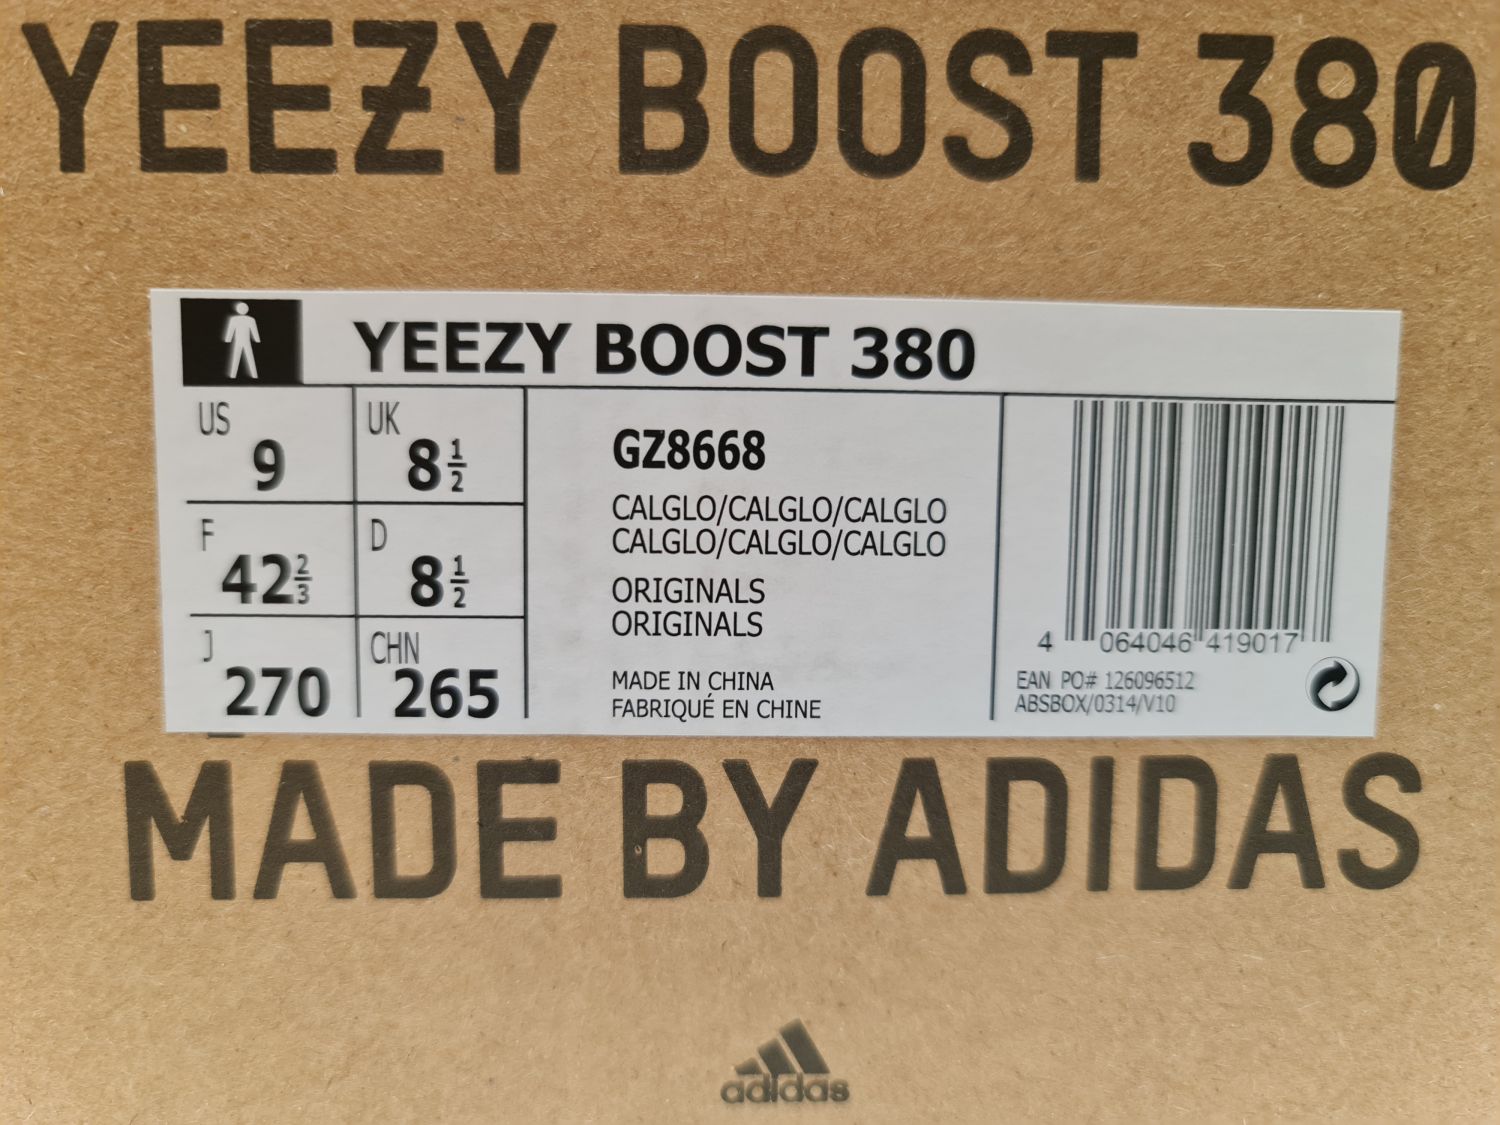 YEEZY BOOST 380
YEEZY BOOST 380
US 9
UK 8 1/2
F 42 2/3
D 8 1/2
J 270
CHN 265
GZ8668
CALGLO/CALGLO/CALGLO
CALGLO/CALGLO/CALGLO
ORIGINALS
ORIGINALS
MADE IN CHINA
FABRIQUÉ EN CHINE
4 064046 419017
EAN PO# 126096512
ABSBOX/0314/V10
MADE BY ADIDAS
adidas